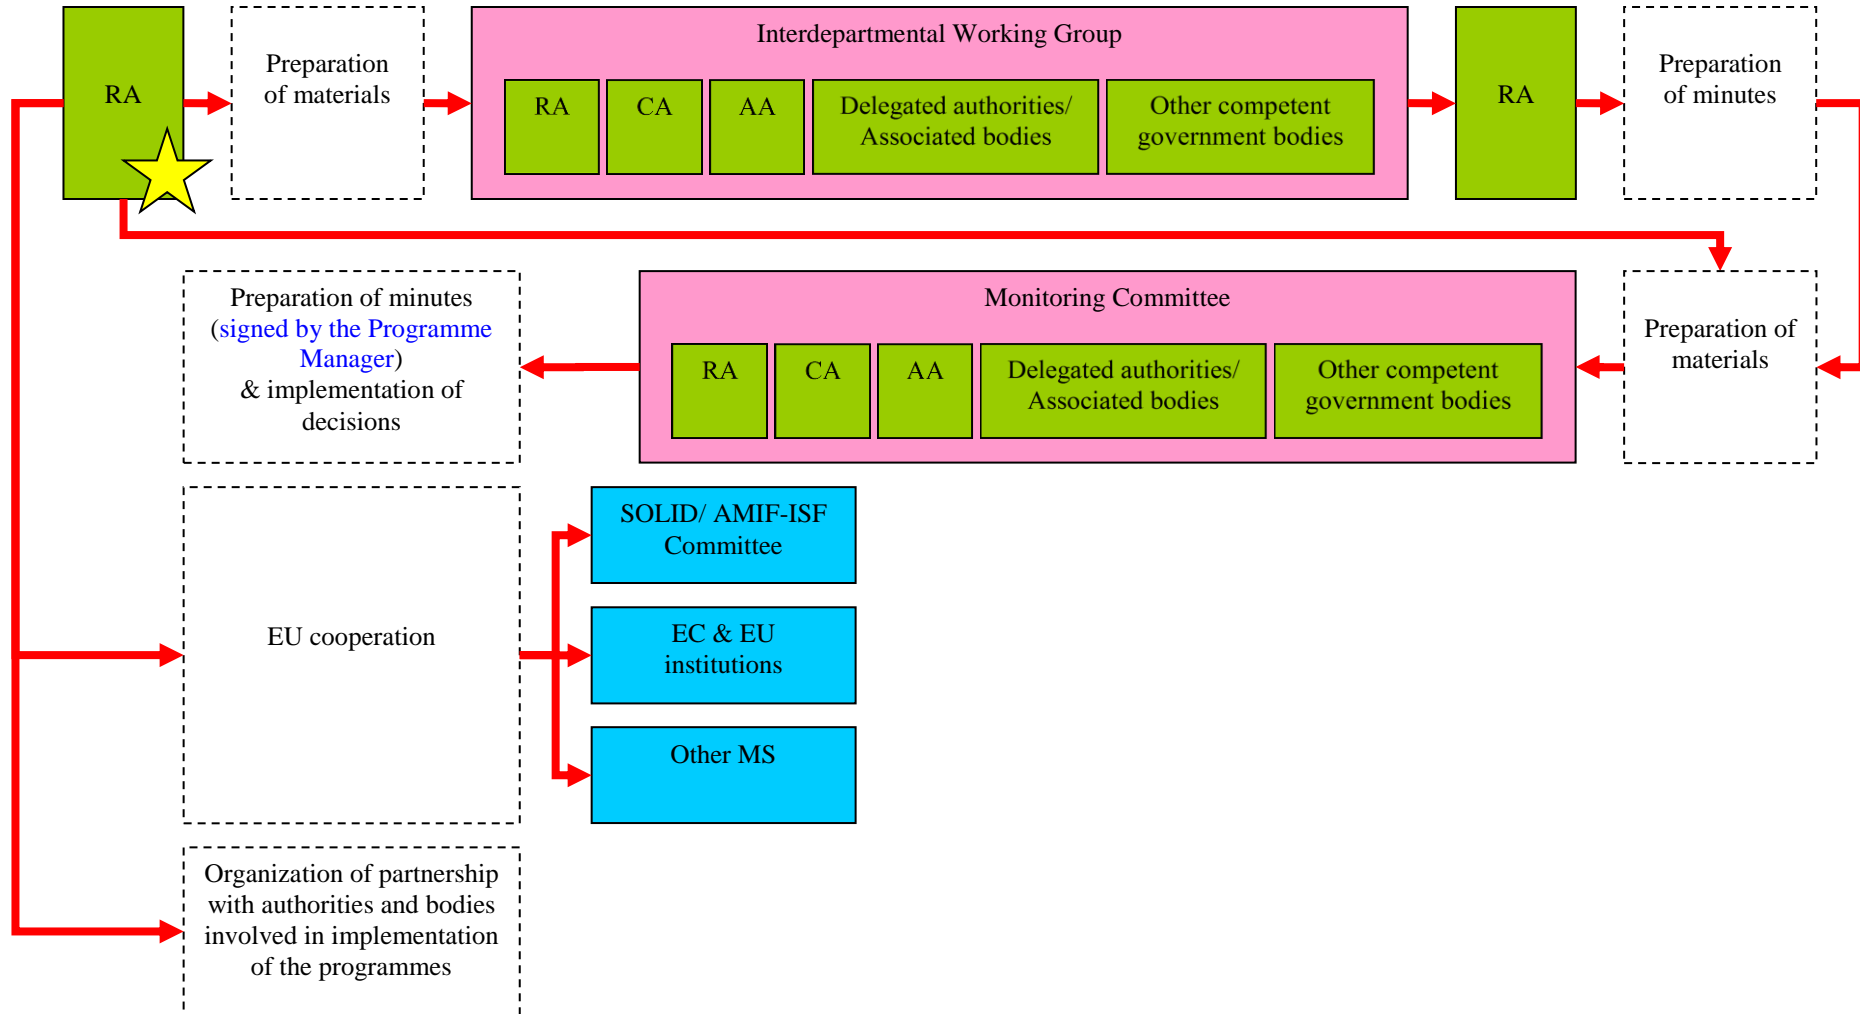 RA
Preparation
of materials
Interdepartmental Working Group
RA
CA
AA
Delegated authorities/
Associated bodies
Other competent
government bodies
RA
Preparation
of minutes
Preparation of minutes
(signed by the Programme
Manager)
& implementation of
decisions
Monitoring Committee
RA
CA
AA
Delegated authorities/
Associated bodies
Other competent
government bodies
Preparation of
materials
EU cooperation
SOLID/ AMIF-ISF
Committee
EC & EU
institutions
Other MS
Organization of partnership
with authorities and bodies
involved in implementation
of the programmes